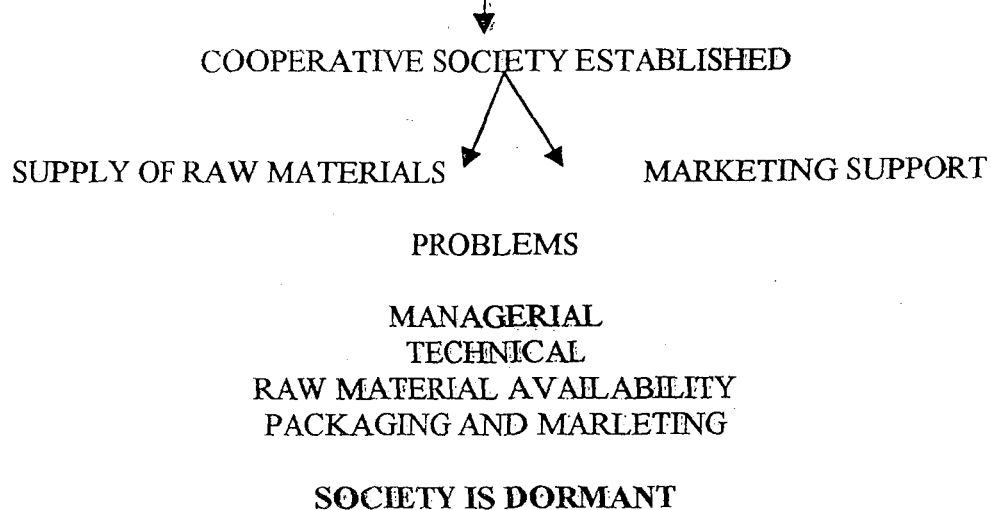 COOPERATIVE SOCIETY ESTABLISHED
SUPPLY OF RAW MATERIALS MARKETING SUPPORT
PROBLEMS
MANAGERIAL
TECHNICAL
RAW MATERIAL AVAILABILITY
PACKAGING AND MARLETING
SOCIETY IS DORMANT